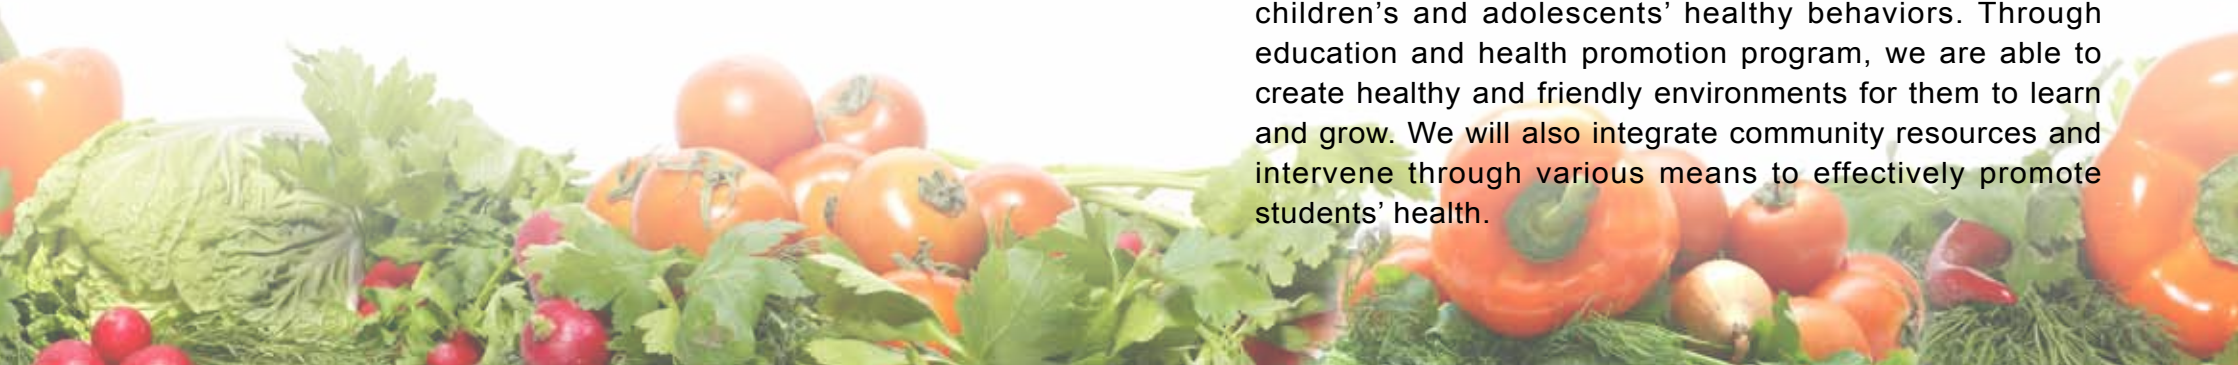 children’s and adolescents’ healthy behaviors. Through
education and health promotion program, we are able to
create healthy and friendly environments for them to learn
and grow. We will also integrate community resources and
intervene through various means to effectively promote
students’ health.